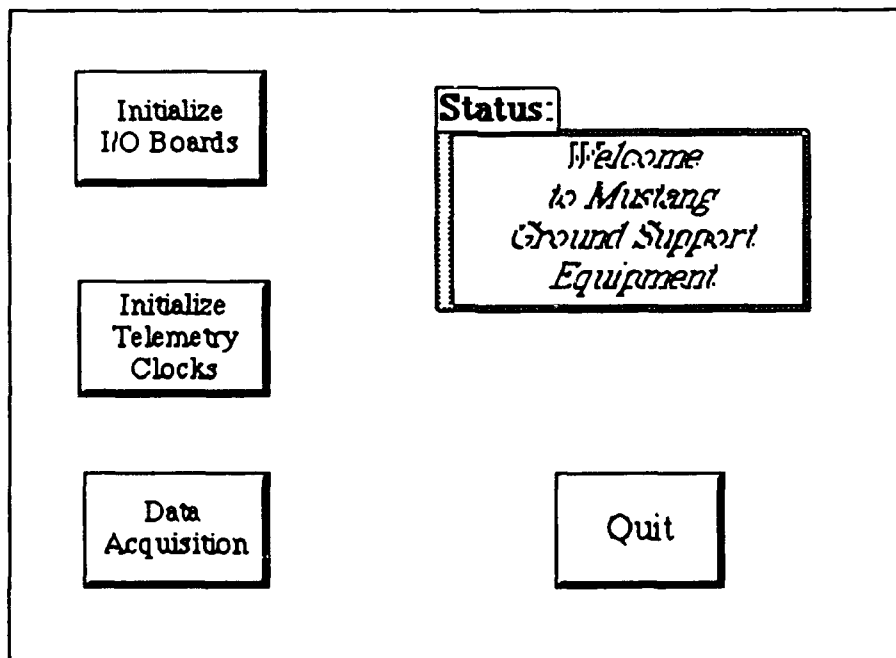 Initialize
I/O Boards
Status:
Welcome
to Mustang
Ground Support
Equipment
Initialize
Telemetry
Clocks
Data
Acquisition
Quit